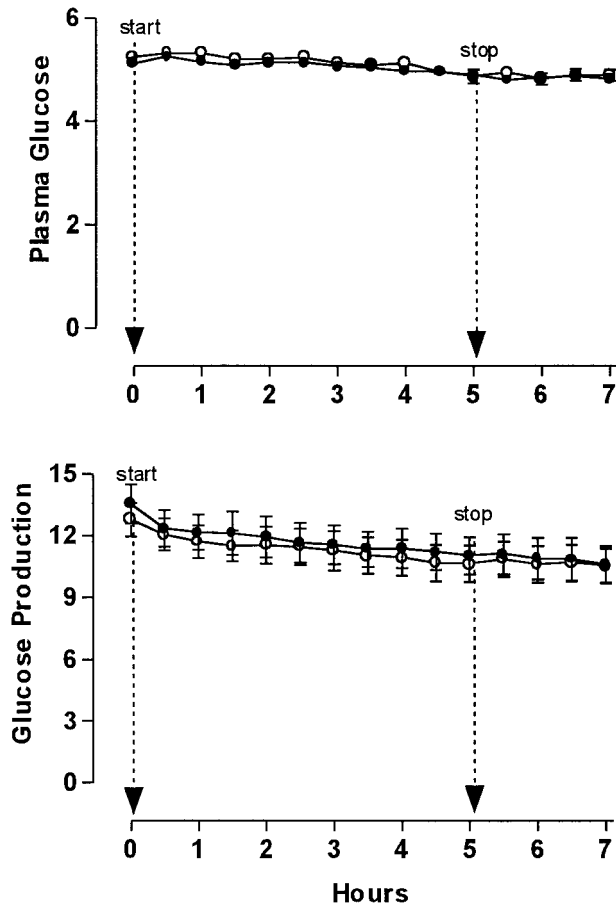 Plasma Glucose
6
4
2
0
start
stop
0 1 2 3 4 5 6 7
Glucose Production
15
12
9
6
3
0
start
stop
0 1 2 3 4 5 6 7
Hours